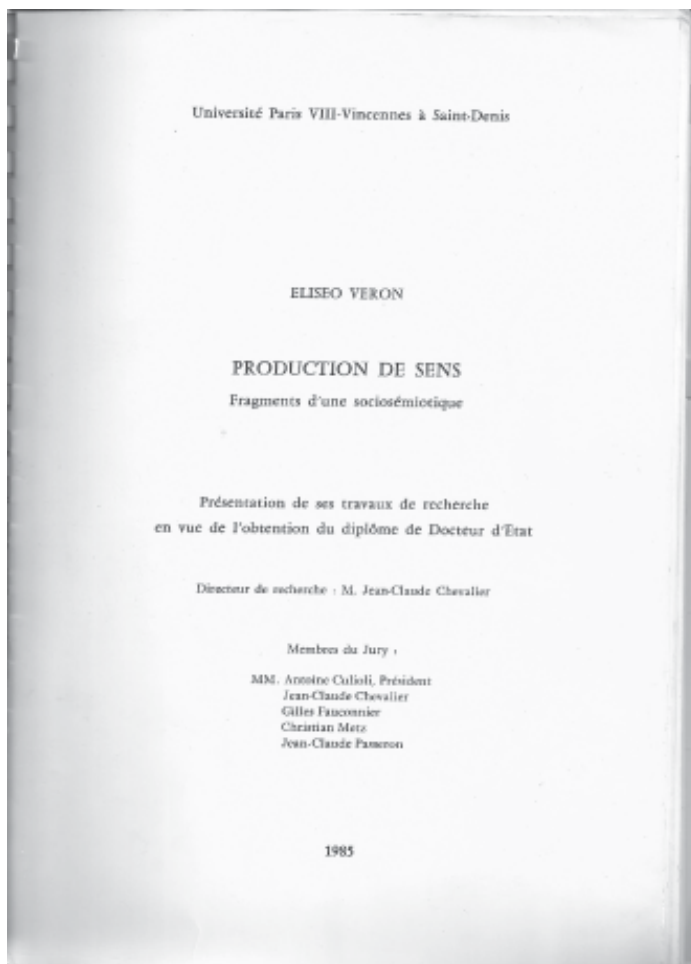 Université Paris VIII-Vincennes à Saint-Denis
ELISEO VERON
PRODUCTION DE SENS
Fragments d'une sociosémiotique
Présentation de ses travaux de recherche
en vue de l'obtention du diplôme de Docteur d'Etat
Directeur de recherche : M. Jean-Claude Chevalier
Membres du Jury :
MM. Antoine Culioli, Président
Jean-Claude Chevalier
Gilles Fauconnier
Christian Metz
Jean-Claude Passeron
1985